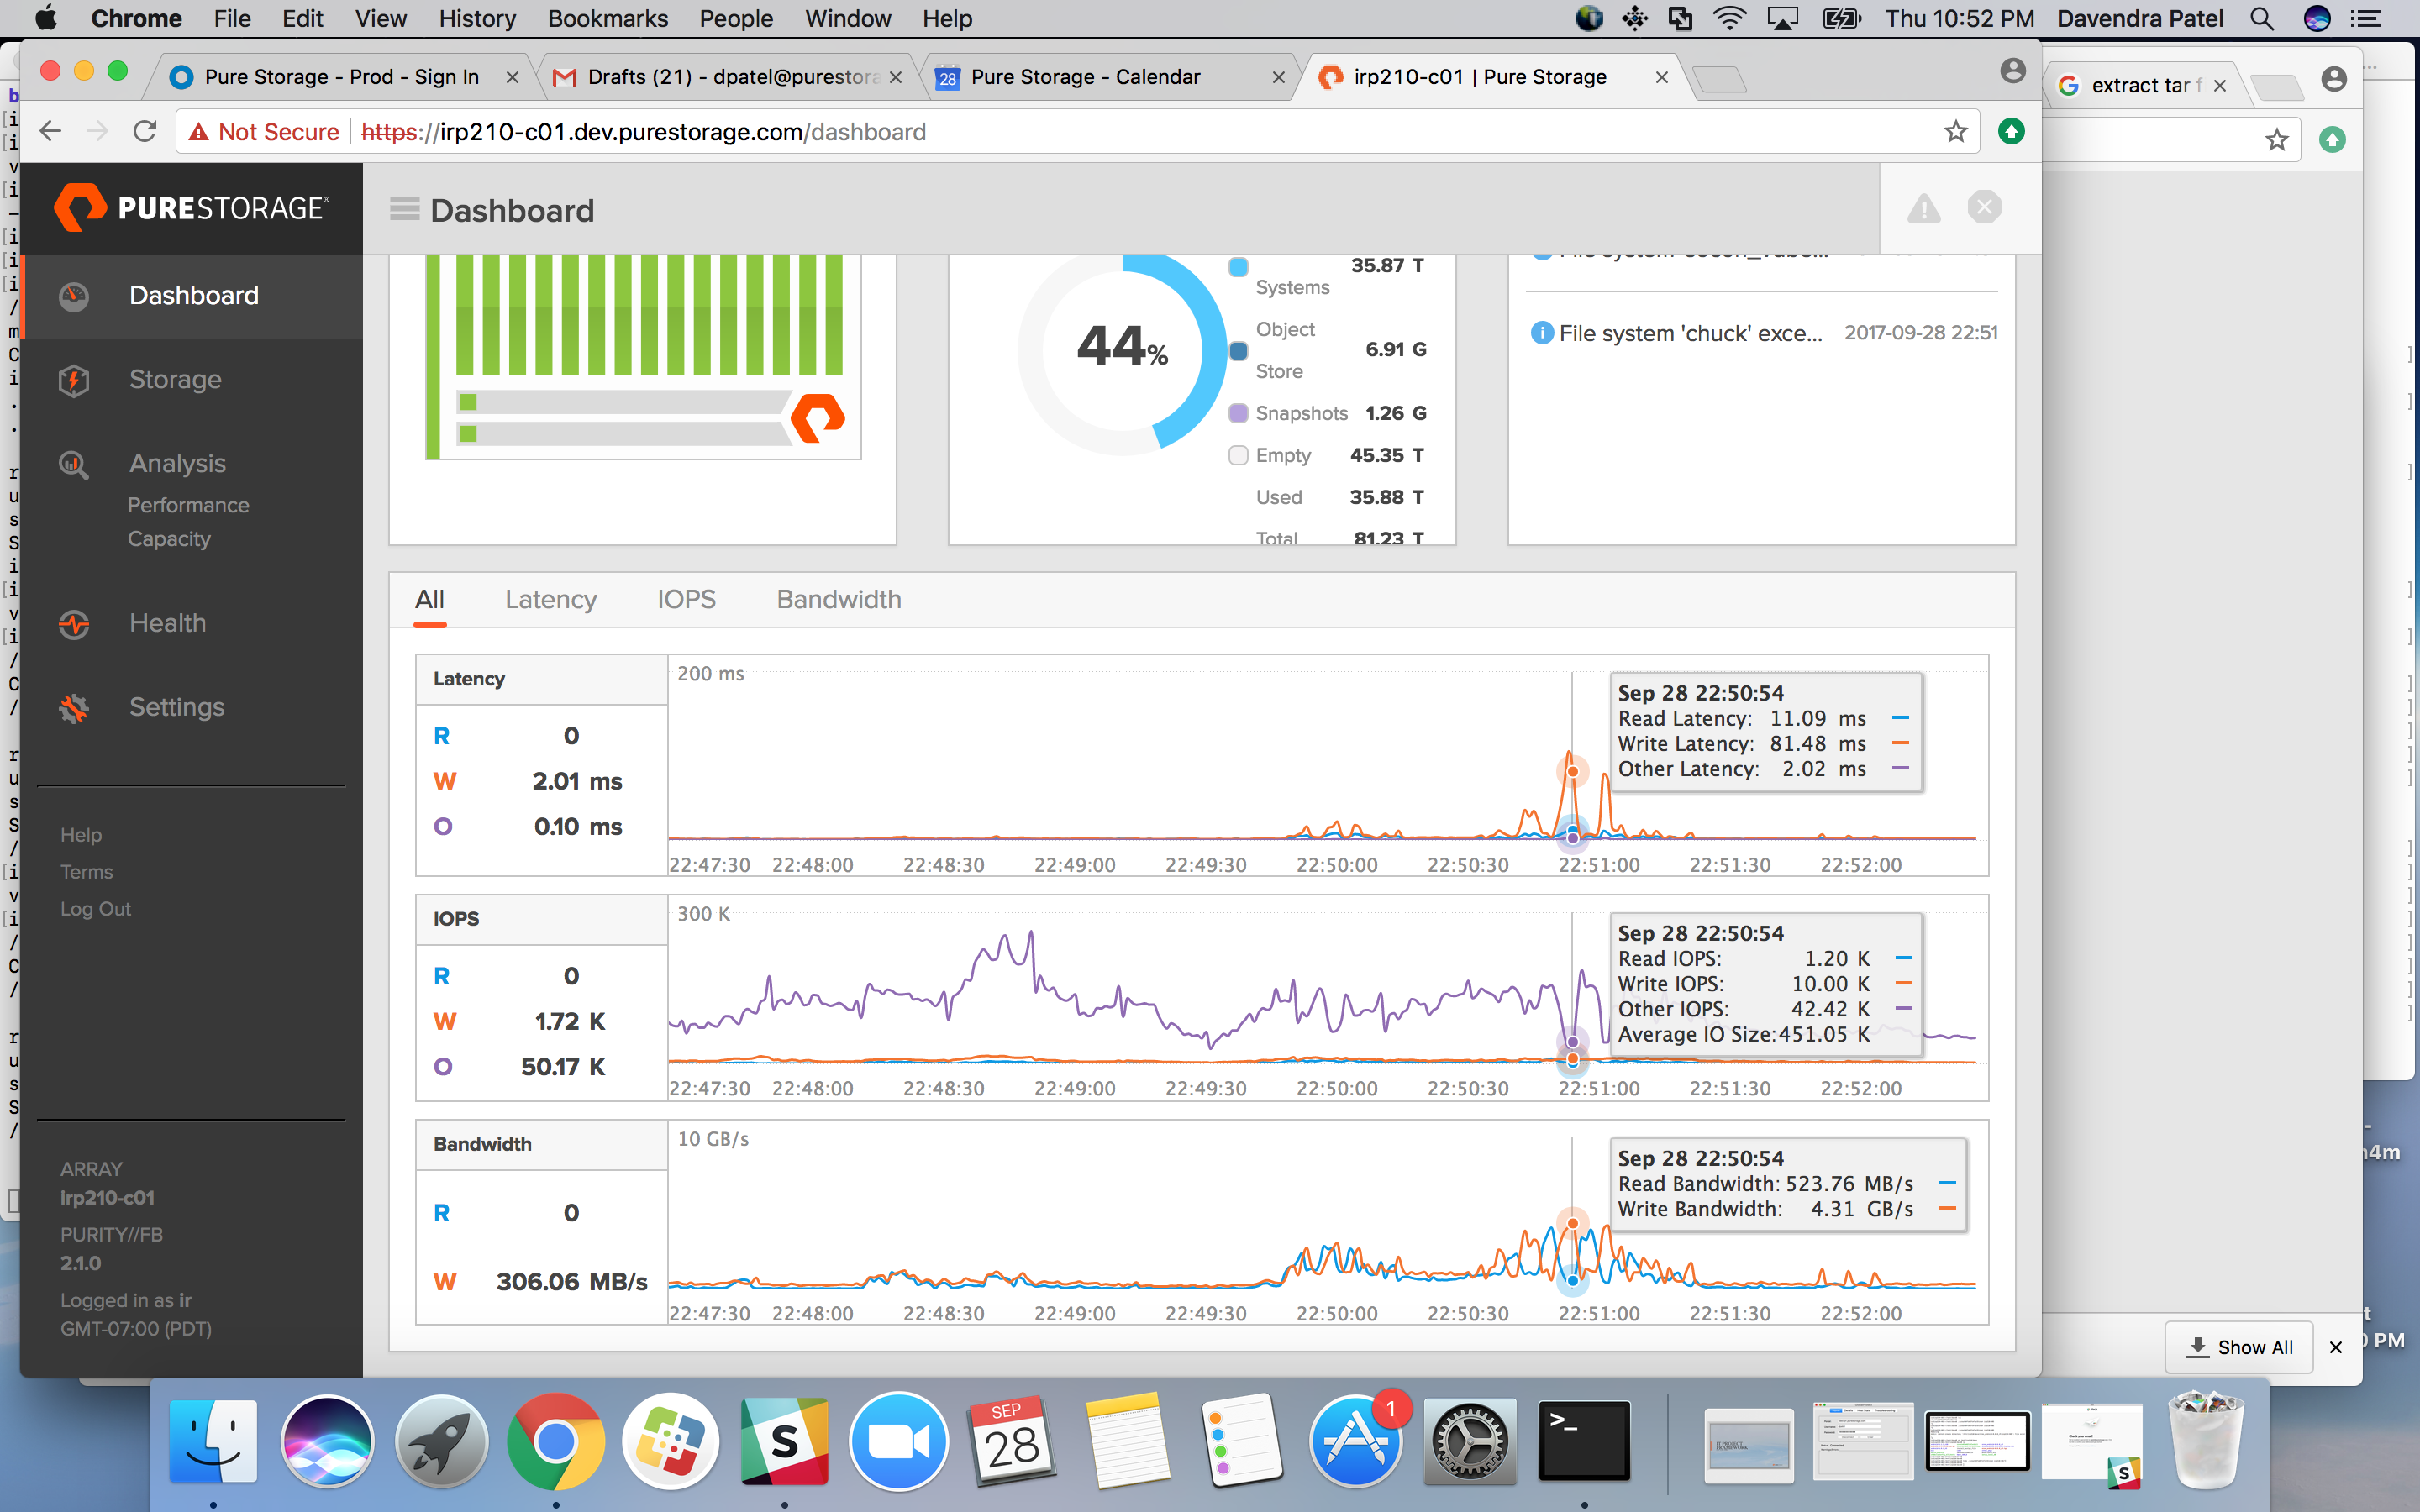 Chrome File Edit View History Bookmarks People Window Help
Thu 10:52 PM Davendra Patel
Pure Storage - Prod - Sign In
Drafts (21) - dpatel@purestora
28 Pure Storage - Calendar
irp210-c01 | Pure Storage
extract tar f
Not Secure https://irp210-c01.dev.purestorage.com/dashboard
PURESTORAGE®
Dashboard
Dashboard
Storage
Analysis
Performance
Capacity
Health
Settings
Help
Terms
Log Out
ARRAY
irp210-c01
PURITY//FB
2.1.0
Logged in as ir
GMT-07:00 (PDT)
44%
Systems 35.87 T
Object Store 6.91 G
Snapshots 1.26 G
Empty 45.35 T
Used 35.88 T
Total 81.23 T
File system 'chuck' exce... 2017-09-28 22:51
All Latency IOPS Bandwidth
Latency
R 0
W 2.01 ms
O 0.10 ms
200 ms
Sep 28 22:50:54
Read Latency: 11.09 ms
Write Latency: 81.48 ms
Other Latency: 2.02 ms
22:47:30 22:48:00 22:48:30 22:49:00 22:49:30 22:50:00 22:50:30 22:51:00 22:51:30 22:52:00
IOPS
R 0
W 1.72 K
O 50.17 K
300 K
Sep 28 22:50:54
Read IOPS: 1.20 K
Write IOPS: 10.00 K
Other IOPS: 42.42 K
Average IO Size: 451.05 K
22:47:30 22:48:00 22:48:30 22:49:00 22:49:30 22:50:00 22:50:30 22:51:00 22:51:30 22:52:00
Bandwidth
R 0
W 306.06 MB/s
10 GB/s
Sep 28 22:50:54
Read Bandwidth: 523.76 MB/s
Write Bandwidth: 4.31 GB/s
22:47:30 22:48:00 22:48:30 22:49:00 22:49:30 22:50:00 22:50:30 22:51:00 22:51:30 22:52:00
Show All
PM
SEP
28
1